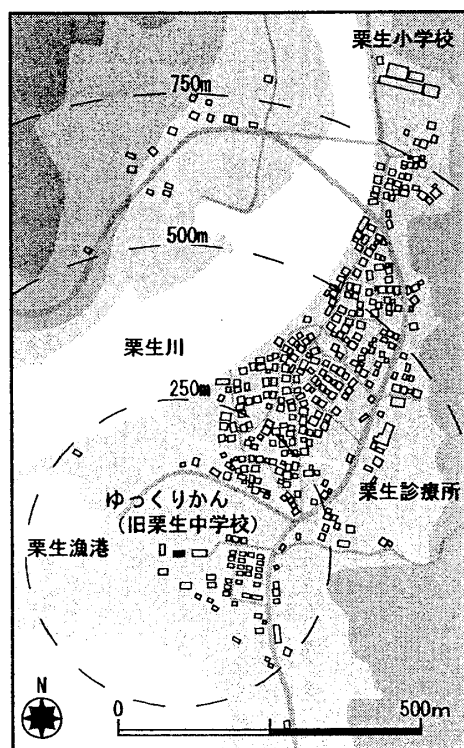 栗生小学校
750m
500m
栗生川
250m
栗生診療所
ゆっくりかん
(旧栗生中学校)
栗生漁港
N
0
500m